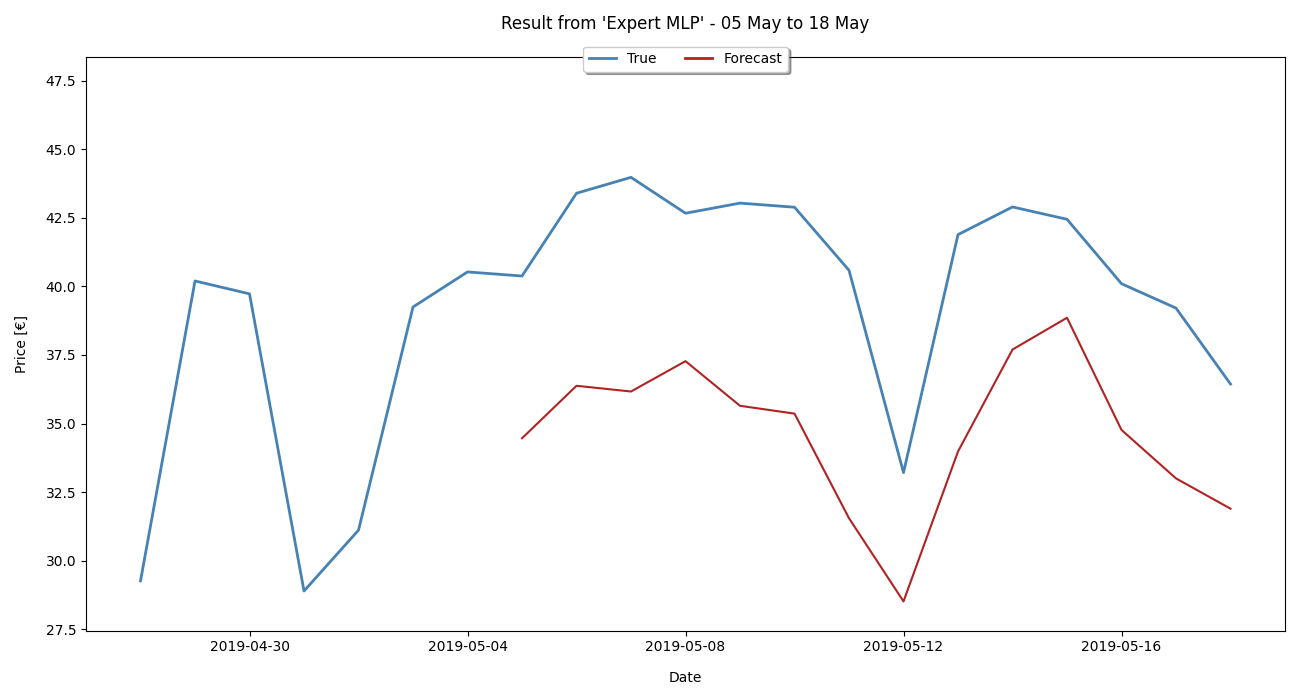 Result from 'Expert MLP' - 05 May to 18 May
True Forecast
47.5
45.0
42.5
40.0
37.5
35.0
32.5
30.0
27.5
Price [€]
2019-04-30 2019-05-04 2019-05-08 2019-05-12 2019-05-16
Date